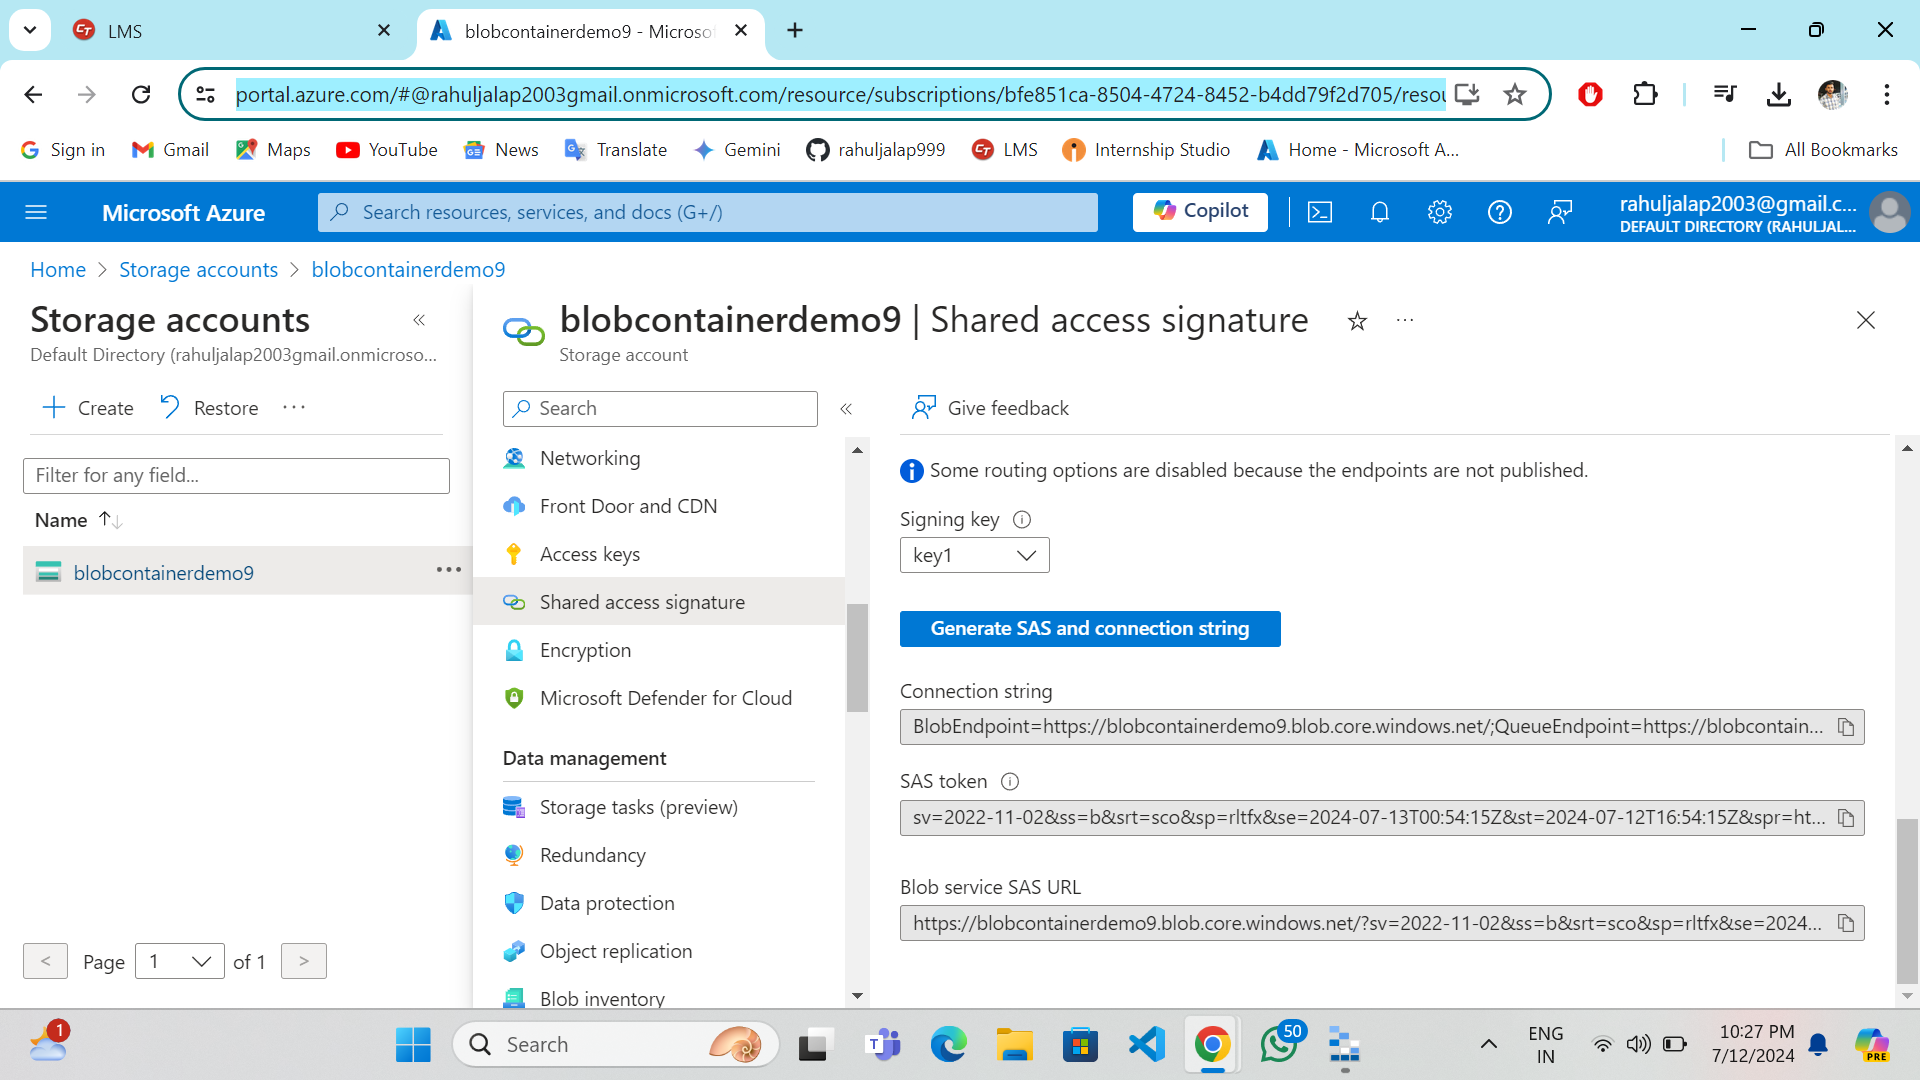 LMS
blobcontainerdemo9 - Microsof
portal.azure.com/#@rahuljalap2003gmail.onmicrosoft.com/resource/subscriptions/bfe851ca-8504-4724-8452-b4dd79f2d705/resou
Sign in
Gmail
Maps
YouTube
News
Translate
Gemini
rahuljalap999
LMS
Internship Studio
Home - Microsoft A...
All Bookmarks
Microsoft Azure
Search resources, services, and docs (G+/)
Copilot
rahuljalap2003@gmail.c...
DEFAULT DIRECTORY (RAHULJAL...
Home > Storage accounts > blobcontainerdemo9
Storage accounts
Default Directory (rahuljalap2003gmail.onmicroso...
Create
Restore
...
Filter for any field...
Name
blobcontainerdemo9
...
< Page 1 of 1 >
blobcontainerdemo9 | Shared access signature
...
Storage account
Search
Networking
Front Door and CDN
Access keys
Shared access signature
Encryption
Microsoft Defender for Cloud
Data management
Storage tasks (preview)
Redundancy
Data protection
Object replication
Blob inventory
Give feedback
Some routing options are disabled because the endpoints are not published.
Signing key
key1
Generate SAS and connection string
Connection string
BlobEndpoint=https://blobcontainerdemo9.blob.core.windows.net/;QueueEndpoint=https://blobcontain...
SAS token
sv=2022-11-02&ss=b&srt=sco&sp=rltfx&se=2024-07-13T00:54:15Z&st=2024-07-12T16:54:15Z&spr=ht...
Blob service SAS URL
https://blobcontainerdemo9.blob.core.windows.net/?sv=2022-11-02&ss=b&srt=sco&sp=rltfx&se=2024...
1
Search
50
ENG
IN
10:27 PM
7/12/2024
PRE